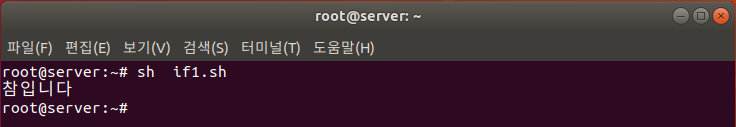 root@server: ~
파일(F) 편집(E) 보기(V) 검색(S) 터미널(T) 도움말(H)
root@server:~# sh  if1.sh
참입니다
root@server:~#